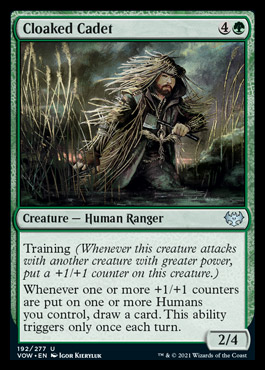 Cloaked Cadet 4
Creature — Human Ranger
Training (Whenever this creature attacks
with another creature with greater power,
put a +1/+1 counter on this creature.)
Whenever one or more +1/+1 counters
are put on one or more Humans
you control, draw a card. This ability
triggers only once each turn.
2/4
192/277 U
VOW • EN Igor Kieryluk
™ & © 2021 Wizards of the Coast